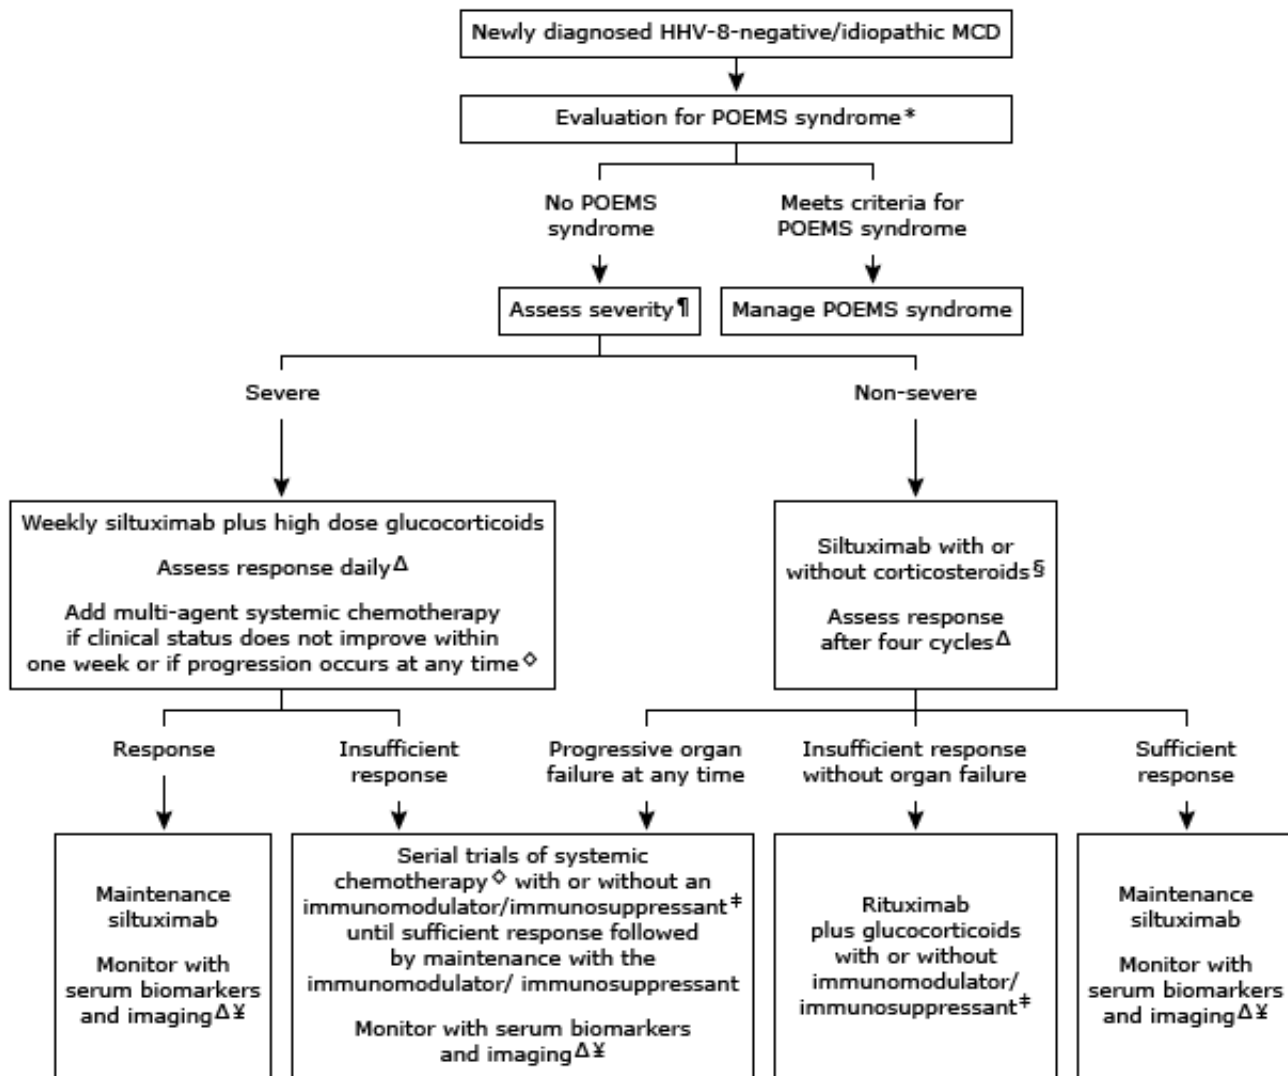 Newly diagnosed HHV-8-negative/idiopathic MCD
Evaluation for POEMS syndrome*
No POEMS
syndrome
Meets criteria for
POEMS syndrome
Assess severity¶
Manage POEMS syndrome
Severe
Non-severe
Weekly siltuximab plus high dose glucocorticoids
Assess response dailyΔ
Add multi-agent systemic chemotherapy
if clinical status does not improve within
one week or if progression occurs at any time◇
Siltuximab with or
without corticosteroids§
Assess response
after four cyclesΔ
Response
Insufficient
response
Progressive organ
failure at any time
Insufficient response
without organ failure
Sufficient
response
Maintenance
siltuximab
Monitor with
serum biomarkers
and imagingΔ¥
Serial trials of systemic
chemotherapy◇ with or without an
immunomodulator/immunosuppressant‡
until sufficient response followed
by maintenance with the
immunomodulator/ immunosuppressant
Monitor with serum biomarkers
and imagingΔ¥
Rituximab
plus glucocorticoids
with or without
immunomodulator/
immunosuppressant‡
Maintenance
siltuximab
Monitor with
serum biomarkers
and imagingΔ¥